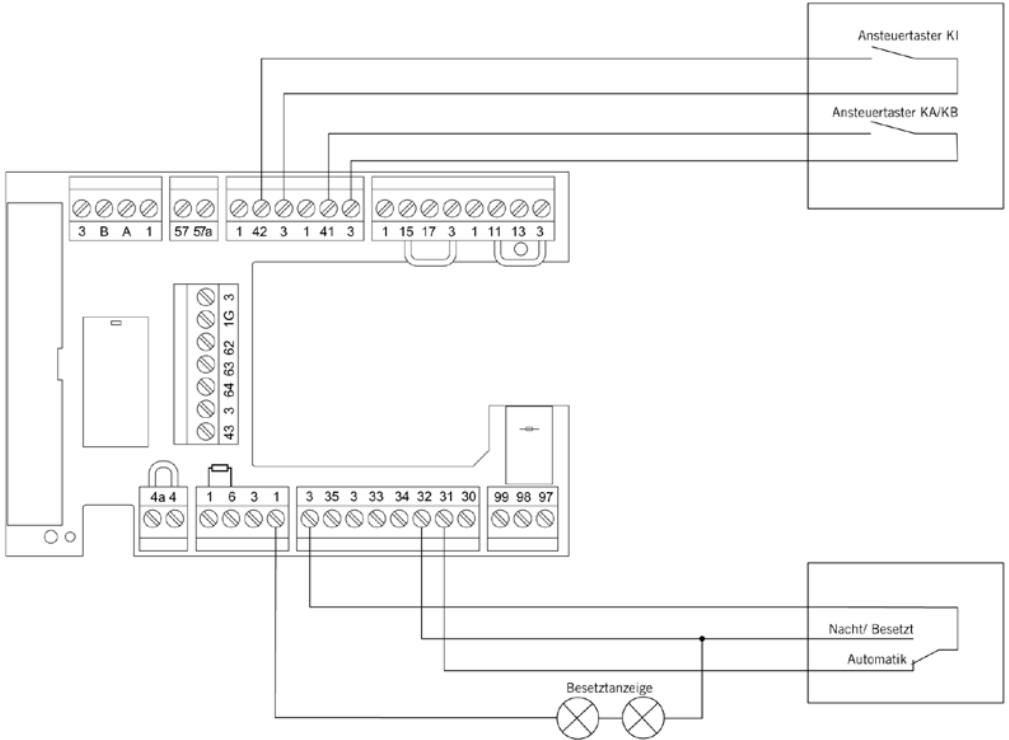 Ansteuertaster KI
Ansteuertaster KA/KB
3 B A 1
57 57a
1 42 3 1 41 3
1 15 17 3 1 11 13 3
3
1G
62
63
64
3
43
4a 4
1 6 3 1
3 35 3 33 34 32 31 30
99 98 97
Nacht/ Besetzt
Automatik
Besetztanzeige